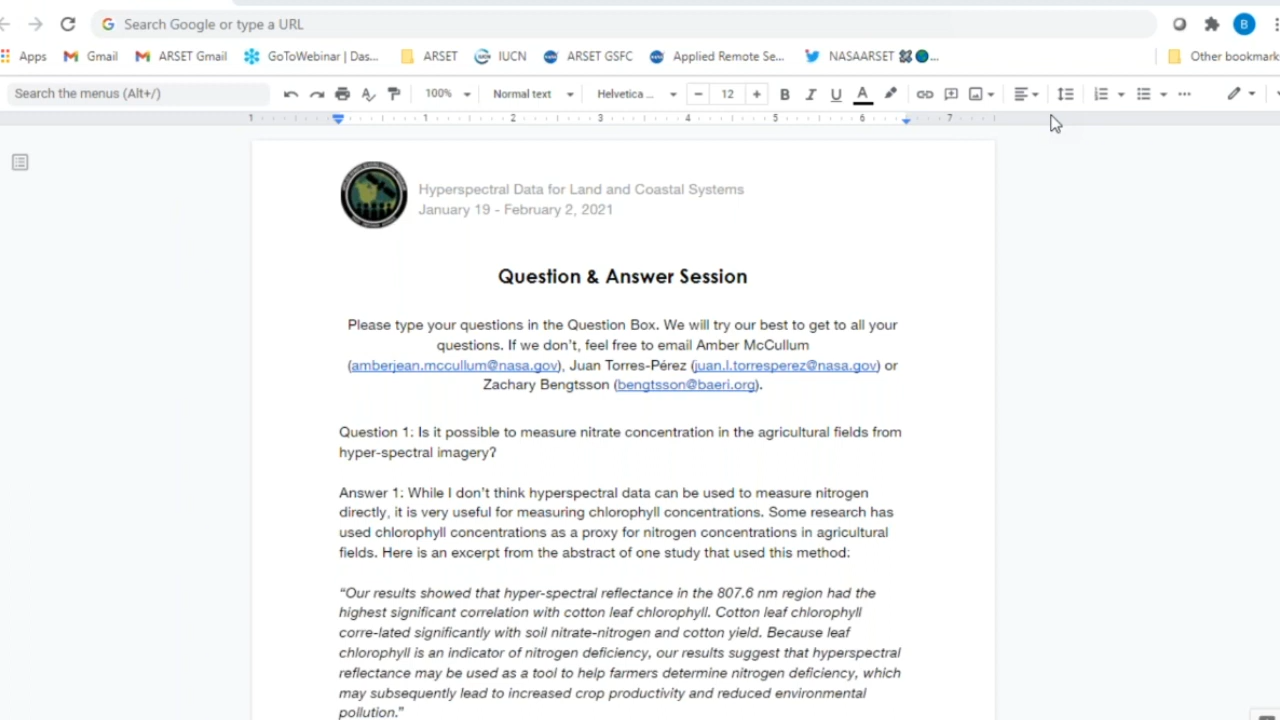 Search Google or type a URL
B
Apps Gmail ARSET Gmail GoToWebinar | Das... ARSET IUCN ARSET GSFC Applied Remote Se... NASAARSET ... Other bookmark
Search the menus (Alt+/) 100% Normal text Helvetica ... − 12 + B I U A
1 1 2 3 4 5 6 7
Hyperspectral Data for Land and Coastal Systems
January 19 - February 2, 2021
Question & Answer Session
Please type your questions in the Question Box. We will try our best to get to all your
questions. If we don't, feel free to email Amber McCullum
(amberjean.mccullum@nasa.gov), Juan Torres-Pérez (juan.l.torresperez@nasa.gov) or
Zachary Bengtsson (bengtsson@baeri.org).
Question 1: Is it possible to measure nitrate concentration in the agricultural fields from
hyper-spectral imagery?
Answer 1: While I don't think hyperspectral data can be used to measure nitrogen
directly, it is very useful for measuring chlorophyll concentrations. Some research has
used chlorophyll concentrations as a proxy for nitrogen concentrations in agricultural
fields. Here is an excerpt from the abstract of one study that used this method:
“Our results showed that hyper-spectral reflectance in the 807.6 nm region had the
highest significant correlation with cotton leaf chlorophyll. Cotton leaf chlorophyll
corre-lated significantly with soil nitrate-nitrogen and cotton yield. Because leaf
chlorophyll is an indicator of nitrogen deficiency, our results suggest that hyperspectral
reflectance may be used as a tool to help farmers determine nitrogen deficiency, which
may subsequently lead to increased crop productivity and reduced environmental
pollution.”